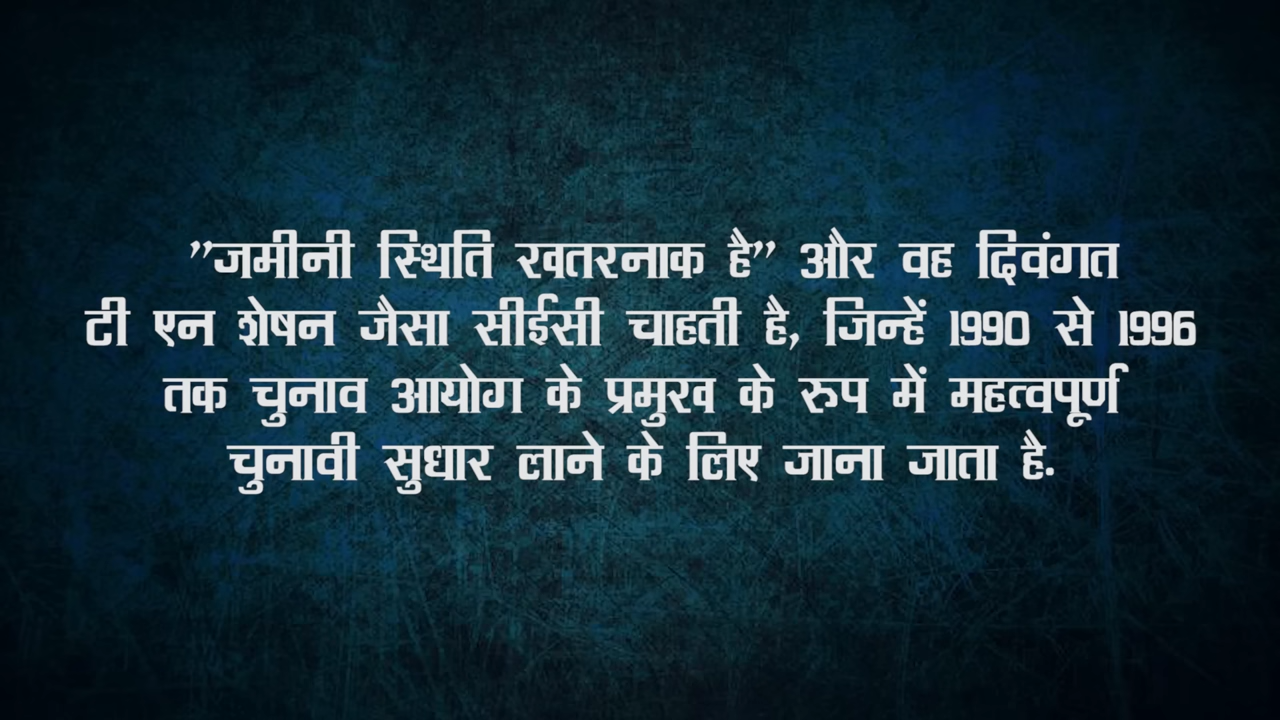 ”जमीनी स्थिति खतरनाक है” और वह दिवंगत
टी एन शेषन जैसा सीईसी चाहती है, जिन्हें 1990 से 1996
तक चुनाव आयोग के प्रमुख के रुप में महत्वपूर्ण
चुनावी सुधार लाने के लिए जाना जाता है.